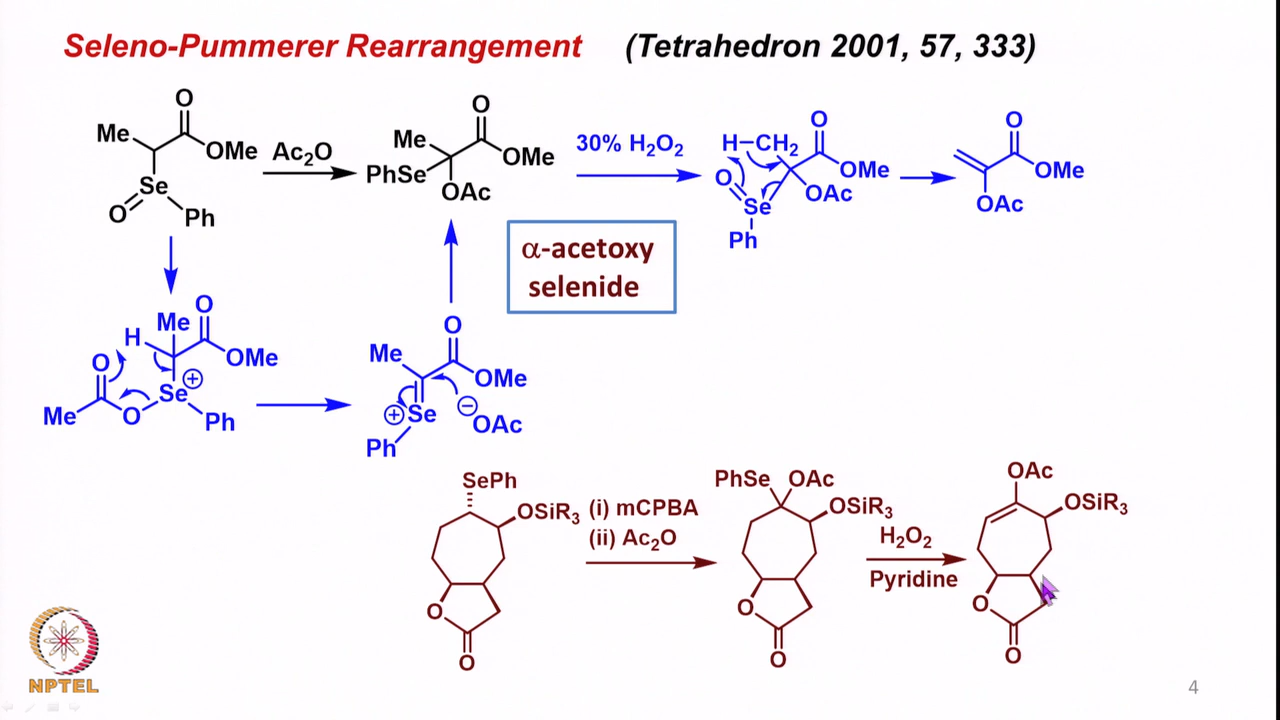 Seleno-Pummerer Rearrangement (Tetrahedron 2001, 57, 333)
Me O OMe Se O Ph
Ac₂O
Me O OMe PhSe OAc
30% H₂O₂
H–CH₂ O OMe O Se OAc Ph
O OMe OAc
α-acetoxy
selenide
H Me O OMe O Se ⊕ Me O Ph
Me O OMe ⊕ Se ⊖ OAc Ph
SePh OSiR₃ O O
(i) mCPBA
(ii) Ac₂O
PhSe OAc OSiR₃ O O
H₂O₂
Pyridine
OAc OSiR₃ O O
NPTEL
4